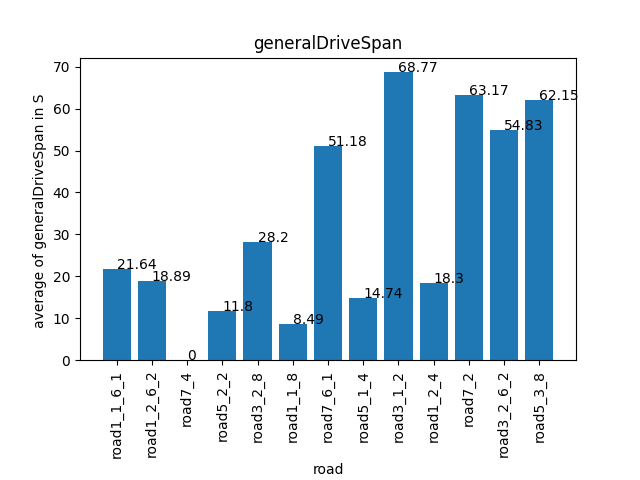 generalDriveSpan
average of generalDriveSpan in S
70
60
50
40
30
20
10
0
21.64
18.89
0
11.8
28.2
8.49
51.18
14.74
68.77
18.3
63.17
54.83
62.15
road1_1_6_1
road1_2_6_2
road7_4
road5_2_2
road3_2_8
road1_1_8
road7_6_1
road5_1_4
road3_1_2
road1_2_4
road7_2
road3_2_6_2
road5_3_8
road